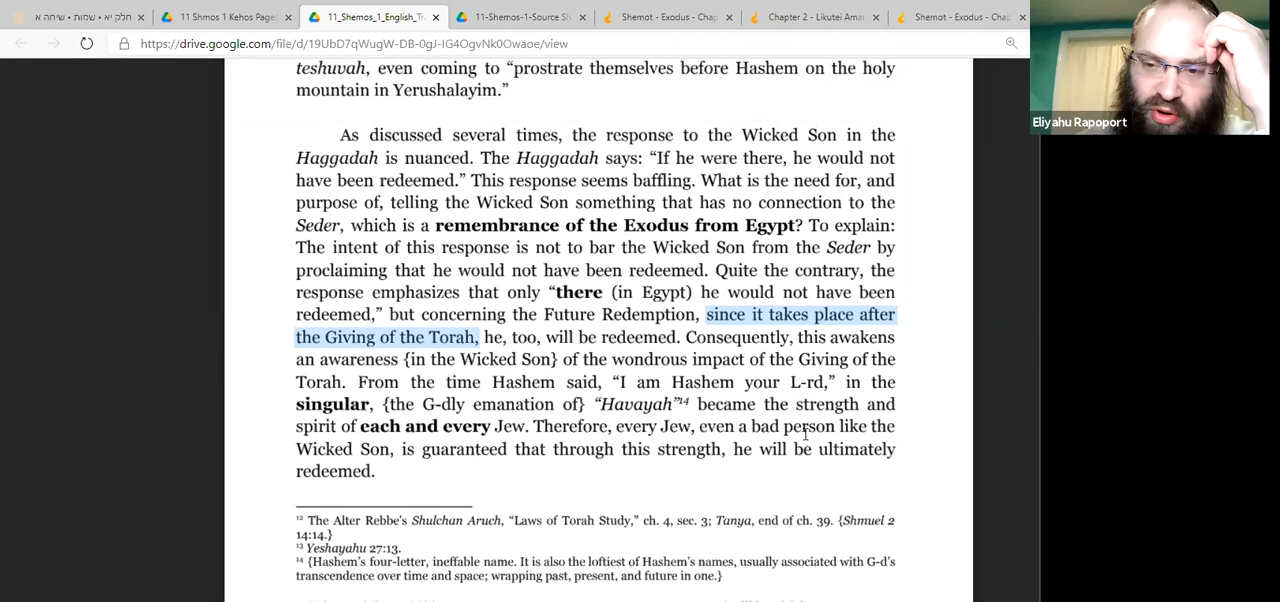 חלק יא • שמות • שיחה א
11 Shmos 1 Kehos Page
11_Shemos_1_English_Tr
11-Shemos-1-Source Sh
Shemot - Exodus - Chap
Chapter 2 - Likutei Ama
Shemot - Exodus - Chap
https://drive.google.com/file/d/19UbD7qWugW-DB-0gJ-IG4OgvNk0Owaoe/view
Eliyahu Rapoport
teshuvah, even coming to “prostrate themselves before Hashem on the holy
mountain in Yerushalayim.”
As discussed several times, the response to the Wicked Son in the
Haggadah is nuanced. The Haggadah says: “If he were there, he would not
have been redeemed.” This response seems baffling. What is the need for, and
purpose of, telling the Wicked Son something that has no connection to the
Seder, which is a remembrance of the Exodus from Egypt? To explain:
The intent of this response is not to bar the Wicked Son from the Seder by
proclaiming that he would not have been redeemed. Quite the contrary, the
response emphasizes that only “there (in Egypt) he would not have been
redeemed,” but concerning the Future Redemption, since it takes place after
the Giving of the Torah, he, too, will be redeemed. Consequently, this awakens
an awareness {in the Wicked Son} of the wondrous impact of the Giving of the
Torah. From the time Hashem said, “I am Hashem your L-rd,” in the
singular, {the G-dly emanation of} “Havayah”14 became the strength and
spirit of each and every Jew. Therefore, every Jew, even a bad person like the
Wicked Son, is guaranteed that through this strength, he will be ultimately
redeemed.
12 The Alter Rebbe’s Shulchan Aruch, “Laws of Torah Study,” ch. 4, sec. 3; Tanya, end of ch. 39. {Shmuel 2
14:14.}
13 Yeshayahu 27:13.
14 {Hashem’s four-letter, ineffable name. It is also the loftiest of Hashem’s names, usually associated with G-d’s
transcendence over time and space; wrapping past, present, and future in one.}